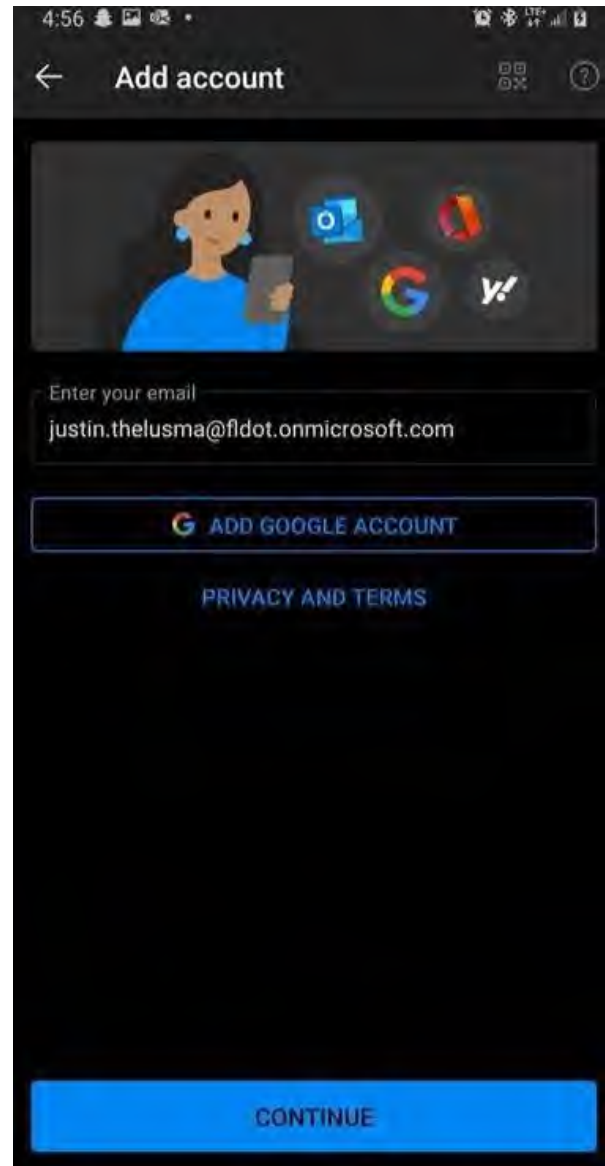 4:56 LTE+
Add account
Enter your email
justin.thelusma@fldot.onmicrosoft.com
G ADD GOOGLE ACCOUNT
PRIVACY AND TERMS
CONTINUE